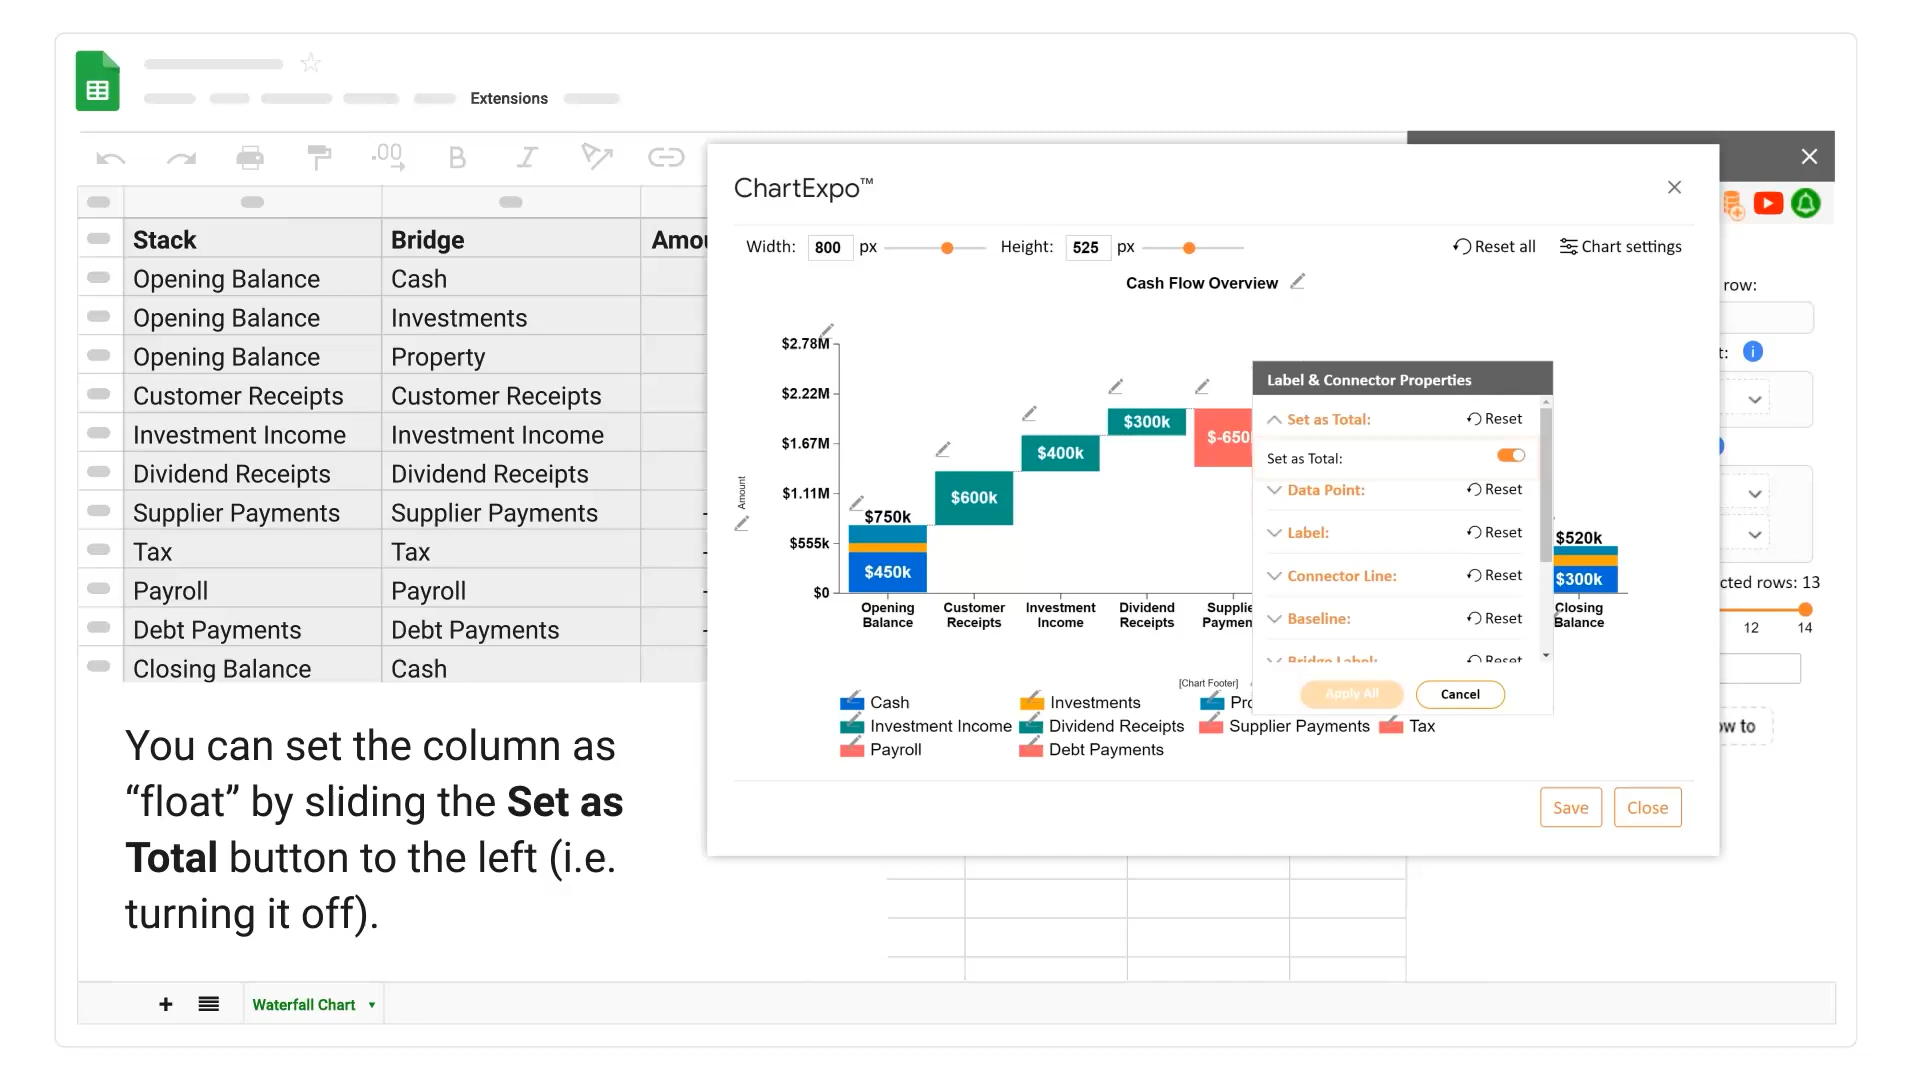 Extensions
.00
B
I
Stack Bridge
Opening Balance Cash
Opening Balance Investments
Opening Balance Property
Customer Receipts Customer Receipts
Investment Income Investment Income
Dividend Receipts Dividend Receipts
Supplier Payments Supplier Payments
Tax Tax
Payroll Payroll
Debt Payments Debt Payments
Closing Balance Cash
You can set the column as
“float” by sliding the Set as
Total button to the left (i.e.
turning it off).
+ Waterfall Chart
ChartExpo™
Width: 800 px Height: 525 px Reset all Chart settings
Cash Flow Overview
Amount
$2.78M
$2.22M
$1.67M
$1.11M
$555k
$0
$750k
$450k
$600k
$400k
$300k
$-650
$520k
$300k
Opening
Balance
Customer
Receipts
Investment
Income
Dividend
Receipts
Closing
Balance
[Chart Footer]
Cash Investments
Investment Income Dividend Receipts Supplier Payments Tax
Payroll Debt Payments
Label & Connector Properties
Set as Total: Reset
Set as Total:
Data Point: Reset
Label: Reset
Connector Line: Reset
Baseline: Reset
Bridge Label: Reset
Apply All Cancel
Save Close
row:
t:
cted rows: 13
12 14
ow to